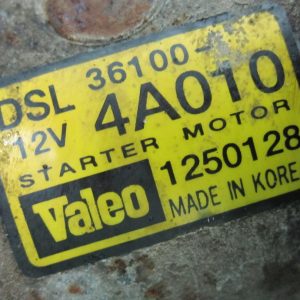 DSL 36100-
12V 4A010
STARTER MOTOR
Valeo 1250128
MADE IN KORE